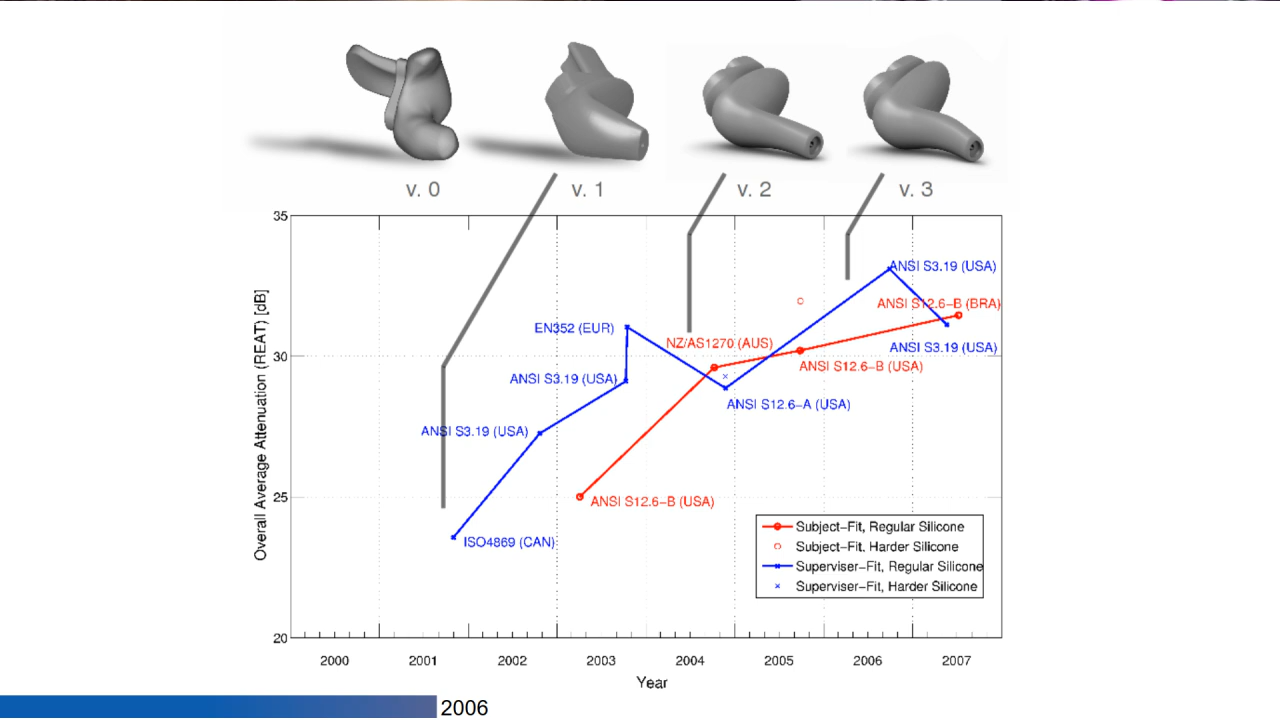 v. 0
v. 1
v. 2
v. 3
35
30
25
20
Overall Average Attenuation (REAT) [dB]
ANSI S3.19 (USA)
ANSI S12.6-B (BRA)
EN352 (EUR)
NZ/AS1270 (AUS)
ANSI S3.19 (USA)
ANSI S12.6-B (USA)
ANSI S3.19 (USA)
ANSI S12.6-A (USA)
ANSI S3.19 (USA)
ANSI S12.6-B (USA)
ISO4869 (CAN)
Subject-Fit, Regular Silicone
Subject-Fit, Harder Silicone
Superviser-Fit, Regular Silicone
Superviser-Fit, Harder Silicone
2000 2001 2002 2003 2004 2005 2006 2007
Year
2006